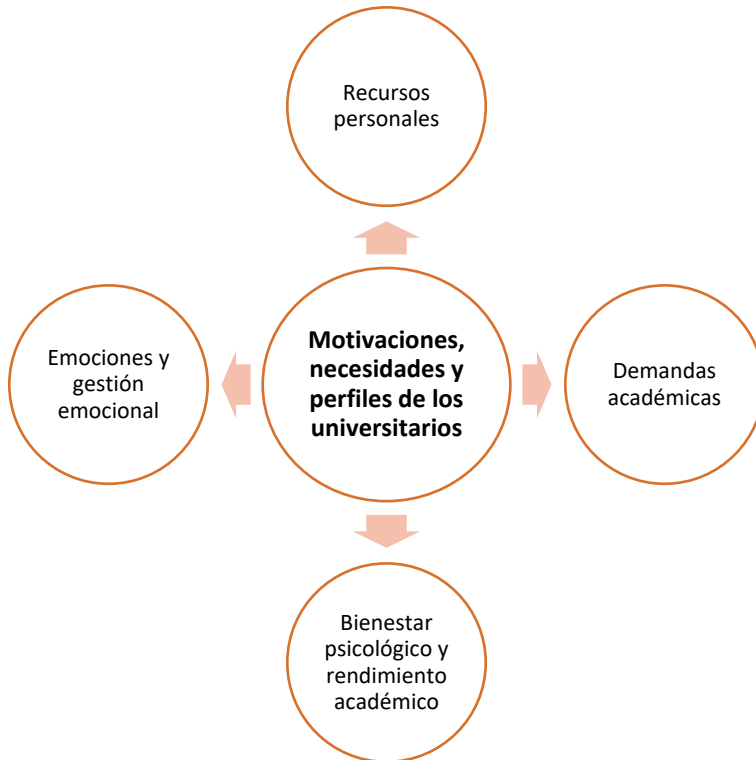 Recursos
personales
Emociones y
gestión
emocional
Motivaciones,
necesidades y
perfiles de los
universitarios
Demandas
académicas
Bienestar
psicológico y
rendimiento
académico